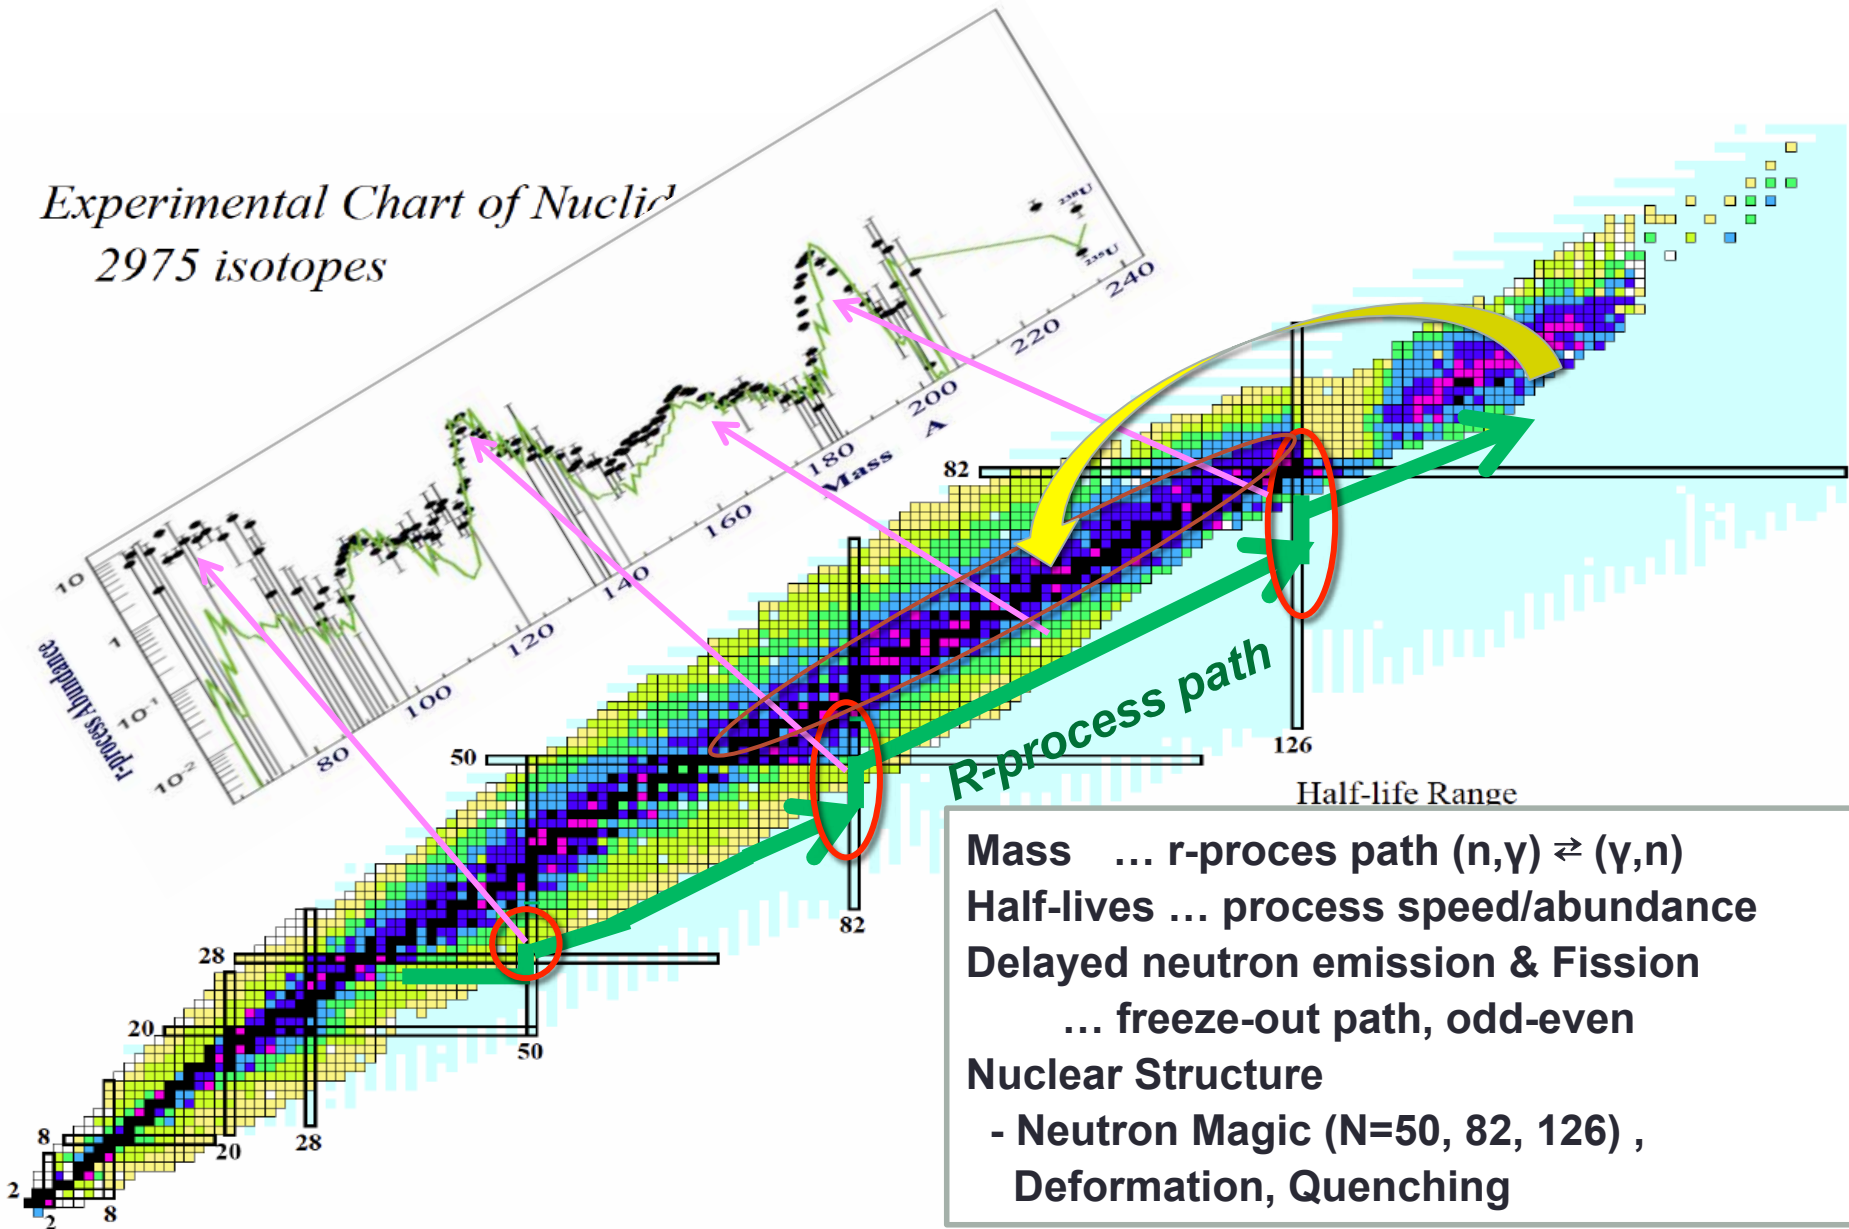 Experimental Chart of Nuclid
2975 isotopes
r-process Abundance
10
1
10-1
10-2
80
100
120
140
160
180
200
220
240
Mass A
238U
235U
82
50
28
20
8
2
2
8
20
28
50
82
126
R-process path
Half-life Range
Mass … r-proces path (n,γ) ⇄ (γ,n)
Half-lives … process speed/abundance
Delayed neutron emission & Fission
… freeze-out path, odd-even
Nuclear Structure
- Neutron Magic (N=50, 82, 126) ,
Deformation, Quenching